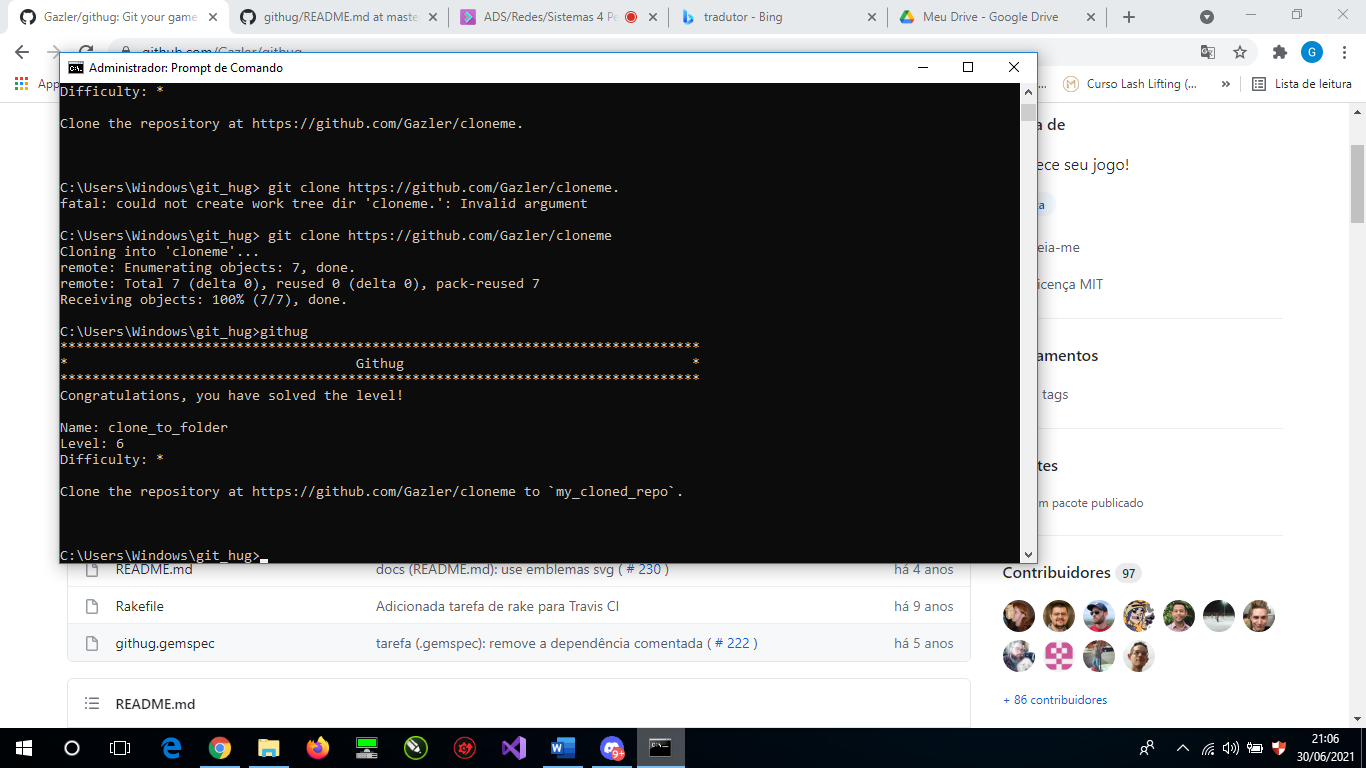 Gazler/githug: Git your game
githug/README.md at maste
ADS/Redes/Sistemas 4 Pe
tradutor - Bing
Meu Drive - Google Drive
github.com/Gazler/githug
G
App
Curso Lash Lifting (...
»
Lista de leitura
Administrador: Prompt de Comando
Difficulty: *
Clone the repository at https://github.com/Gazler/cloneme.
C:\Users\Windows\git_hug> git clone https://github.com/Gazler/cloneme.
fatal: could not create work tree dir 'cloneme.': Invalid argument
C:\Users\Windows\git_hug> git clone https://github.com/Gazler/cloneme
Cloning into 'cloneme'...
remote: Enumerating objects: 7, done.
remote: Total 7 (delta 0), reused 0 (delta 0), pack-reused 7
Receiving objects: 100% (7/7), done.
C:\Users\Windows\git_hug>githug
********************************************************************************
* Githug *
********************************************************************************
Congratulations, you have solved the level!
Name: clone_to_folder
Level: 6
Difficulty: *
Clone the repository at https://github.com/Gazler/cloneme to `my_cloned_repo`.
C:\Users\Windows\git_hug>
README.md docs (README.md): use emblemas svg ( # 230 ) há 4 anos
Rakefile Adicionada tarefa de rake para Travis CI há 9 anos
githug.gemspec tarefa (.gemspec): remove a dependência comentada ( # 222 ) há 5 anos
README.md
a de
ece seu jogo!
a
eia-me
icença MIT
amentos
tags
tes
m pacote publicado
Contribuidores 97
+ 86 contribuidores
9+
21:06
30/06/2021